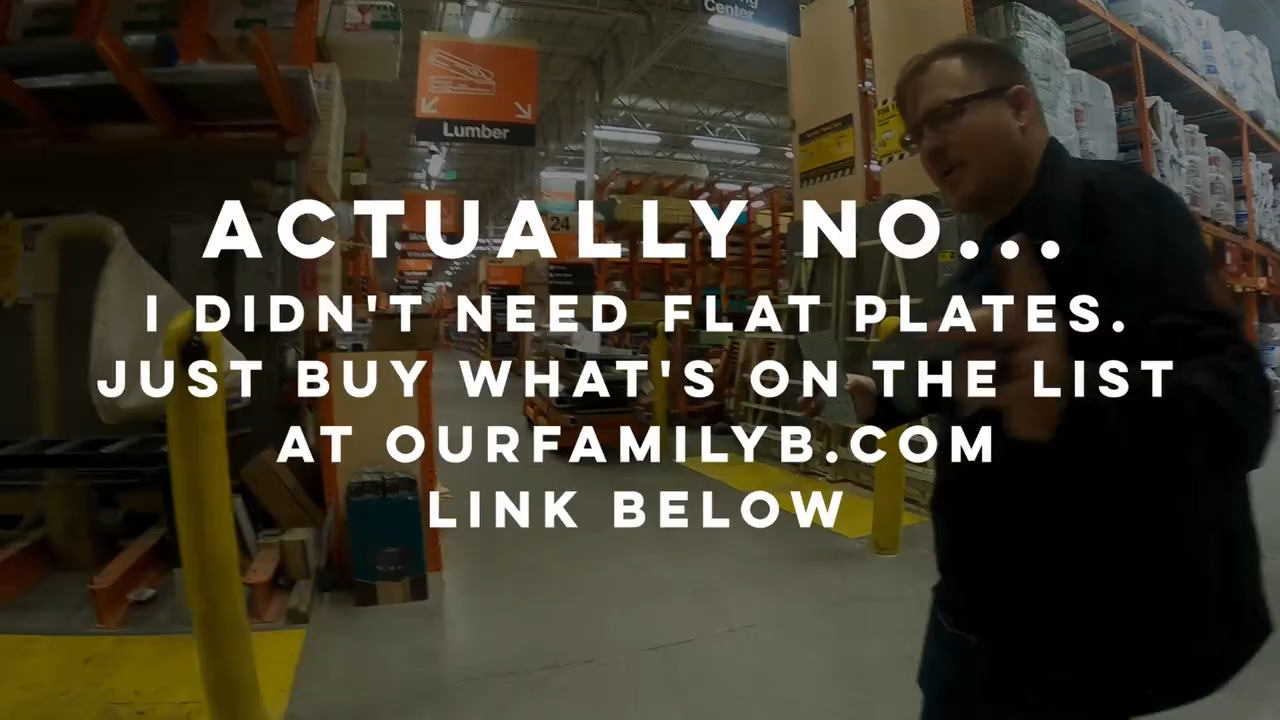 Center
Lumber
24
ACTUALLY NO...
I DIDN'T NEED FLAT PLATES.
JUST BUY WHAT'S ON THE LIST
AT OURFAMILYB.COM
LINK BELOW